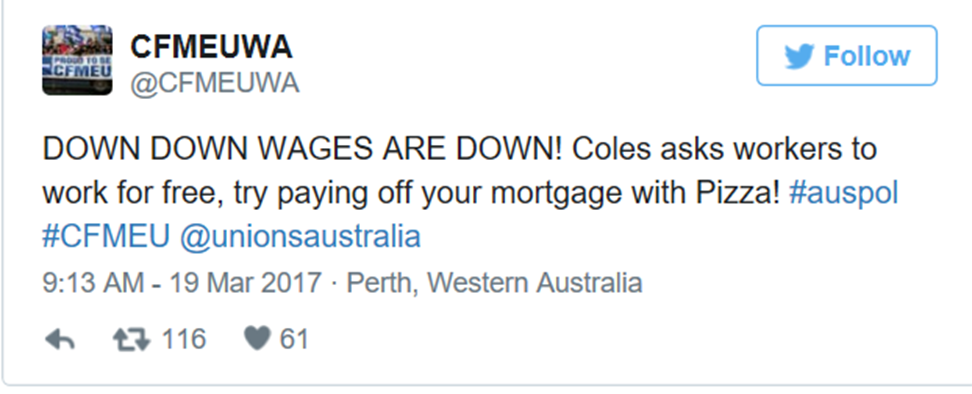 PROUD TO BE
CFMEU
CFMEUWA
@CFMEUWA
Follow
DOWN DOWN WAGES ARE DOWN! Coles asks workers to
work for free, try paying off your mortgage with Pizza! #auspol
#CFMEU @unionsaustralia
9:13 AM - 19 Mar 2017 · Perth, Western Australia
116 61